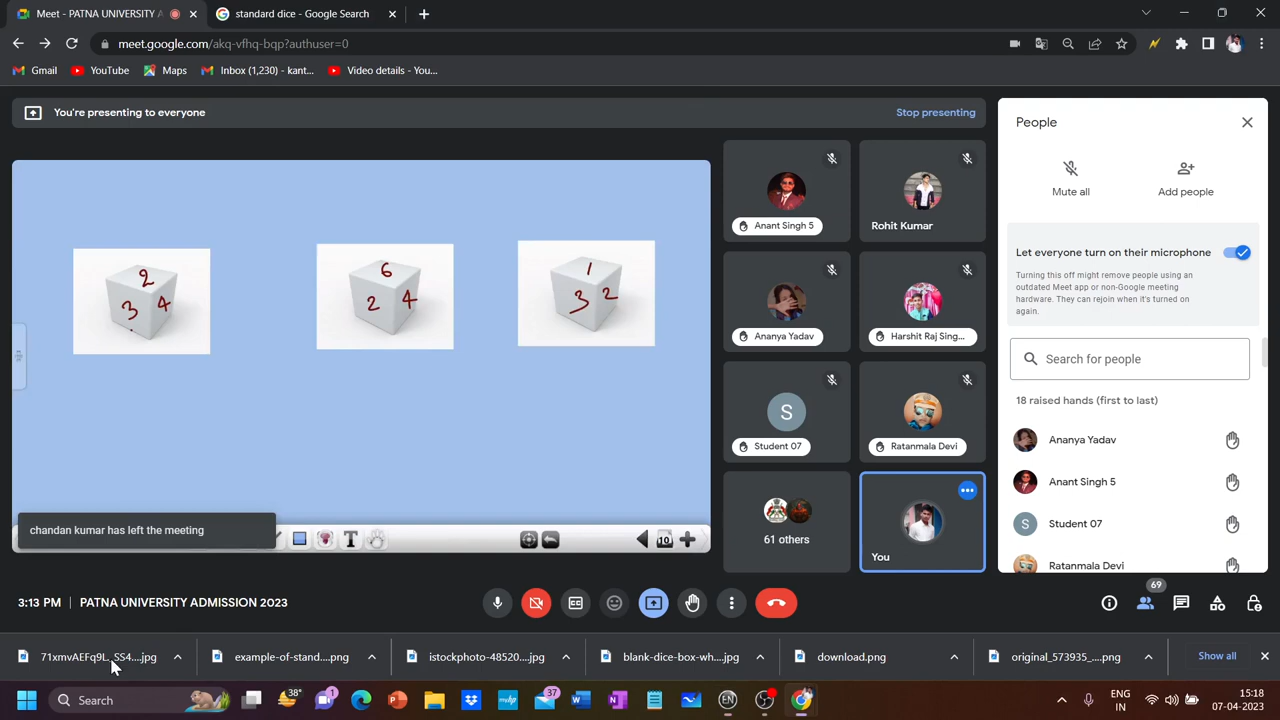 Meet - PATNA UNIVERSITY A
standard dice - Google Search
meet.google.com/akq-vfhq-bqp?authuser=0
Gmail
YouTube
Maps
Inbox (1,230) - kant...
Video details - You...
You're presenting to everyone
Stop presenting
2
3 4
6
2 4
1
3 2
chandan kumar has left the meeting
T
10
Anant Singh 5
Rohit Kumar
Ananya Yadav
Harshit Raj Sing...
S
Student 07
Ratanmala Devi
61 others
You
People
Mute all
Add people
Let everyone turn on their microphone
Turning this off might remove people using an
outdated Meet app or non-Google meeting
hardware. They can rejoin when it's turned on
again.
Search for people
18 raised hands (first to last)
Ananya Yadav
Anant Singh 5
S
Student 07
Ratanmala Devi
3:13 PM | PATNA UNIVERSITY ADMISSION 2023
69
71xmvAEFq9L._SS4....jpg
example-of-stand....png
istockphoto-48520...jpg
blank-dice-box-wh....jpg
download.png
original_573935_....png
Show all
Search
38°
1
37
ENG
IN
15:18
07-04-2023